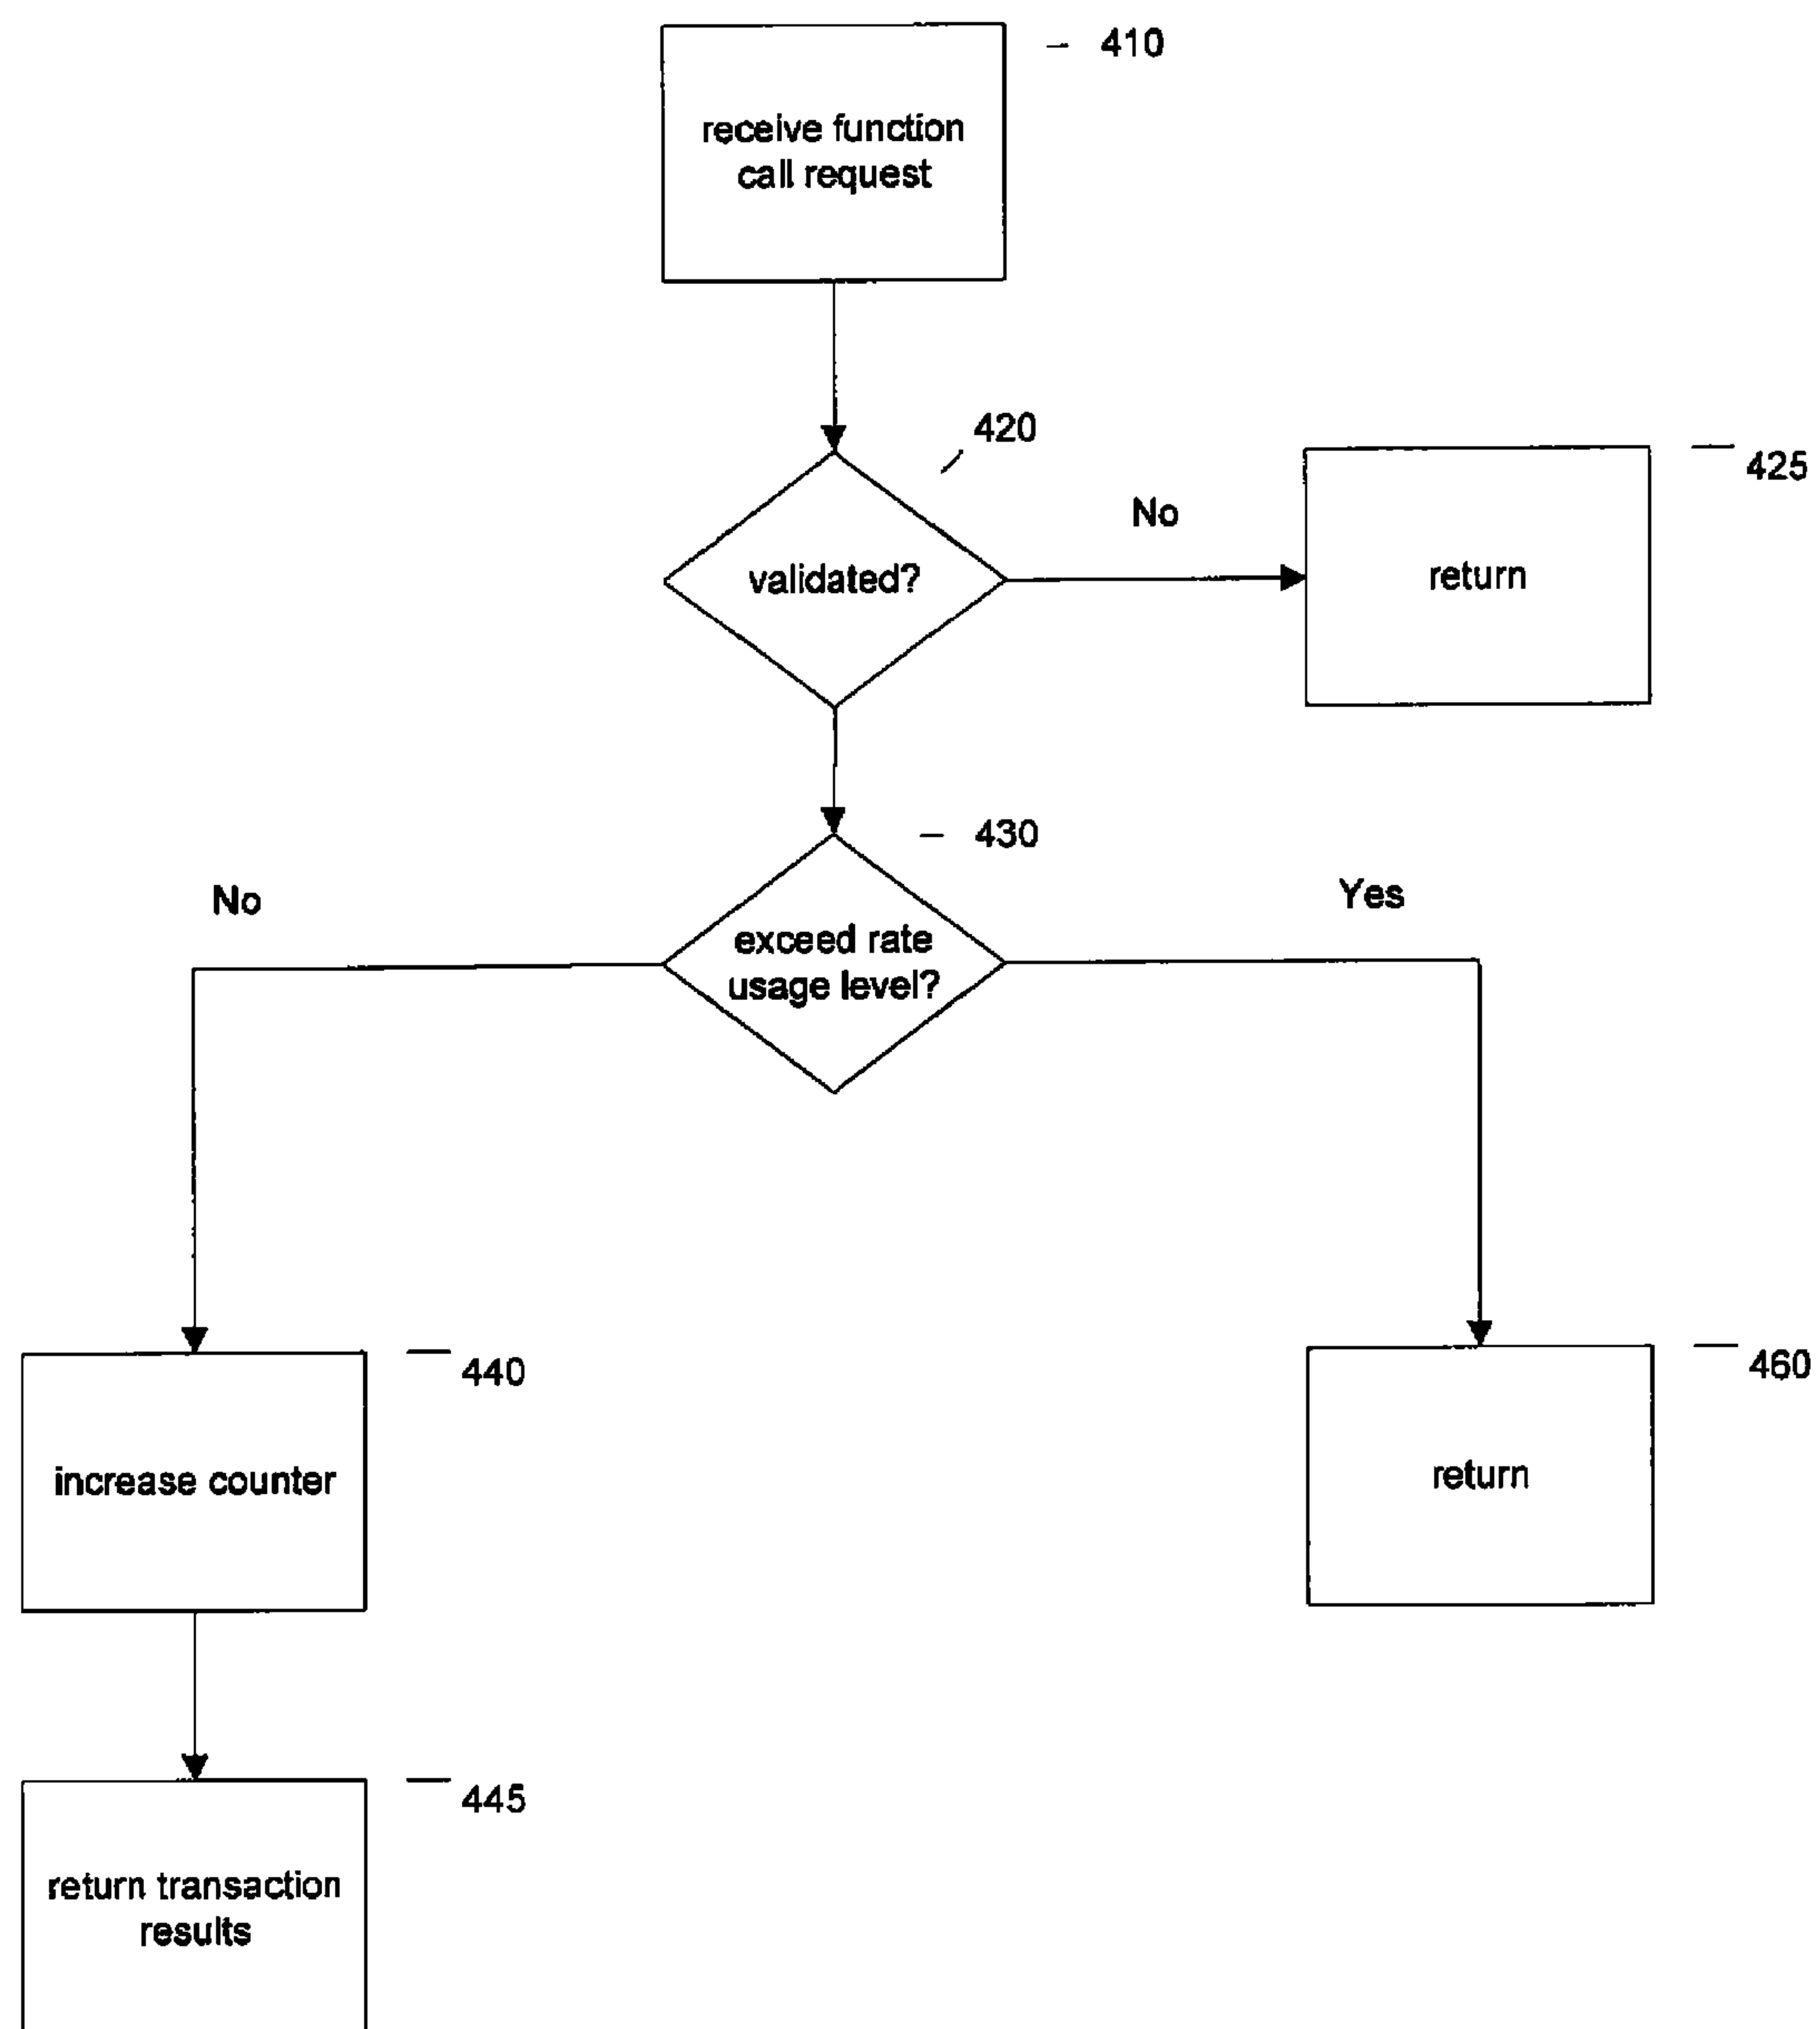 410
receive function
call request
420
425
No
validated?
return
430
No
Yes
exceed rate
usage level?
440
460
increase counter
return
445
return transaction
results